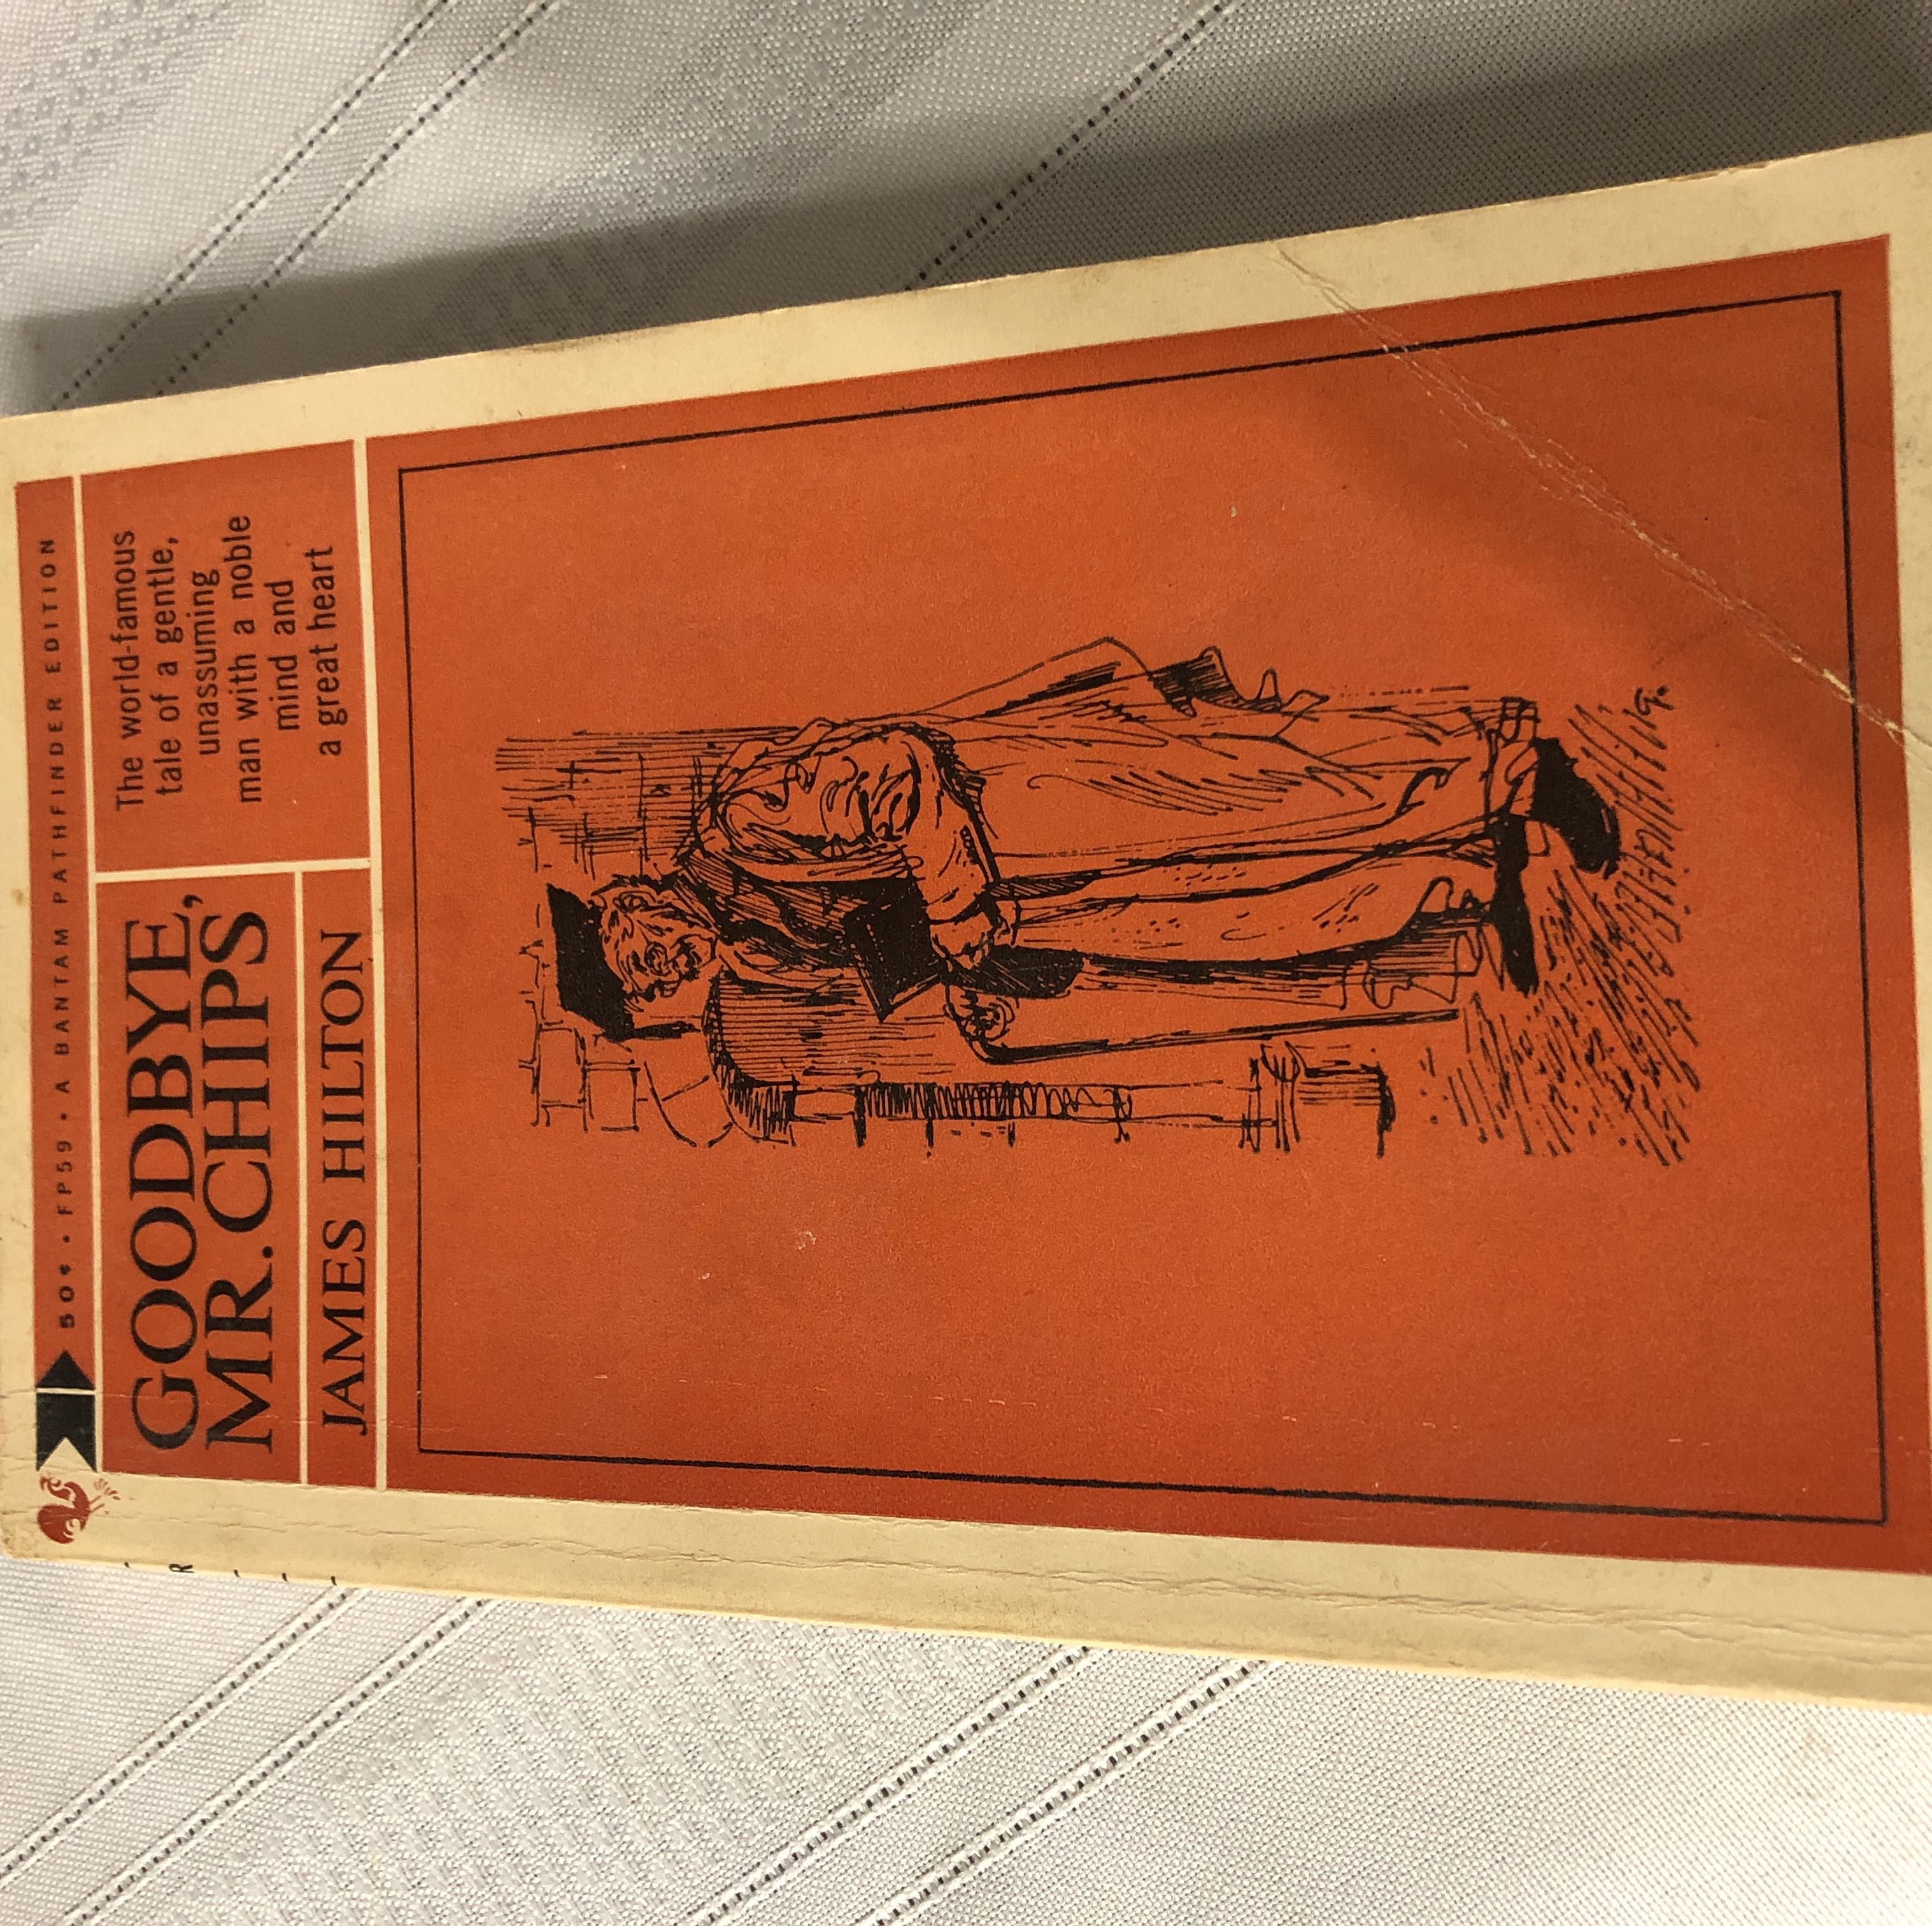 50¢ • FP59 • A BANTAM PATHFINDER EDITION
GOODBYE,
MR. CHIPS
JAMES HILTON
The world-famous
tale of a gentle,
unassuming
man with a noble
mind and
a great heart